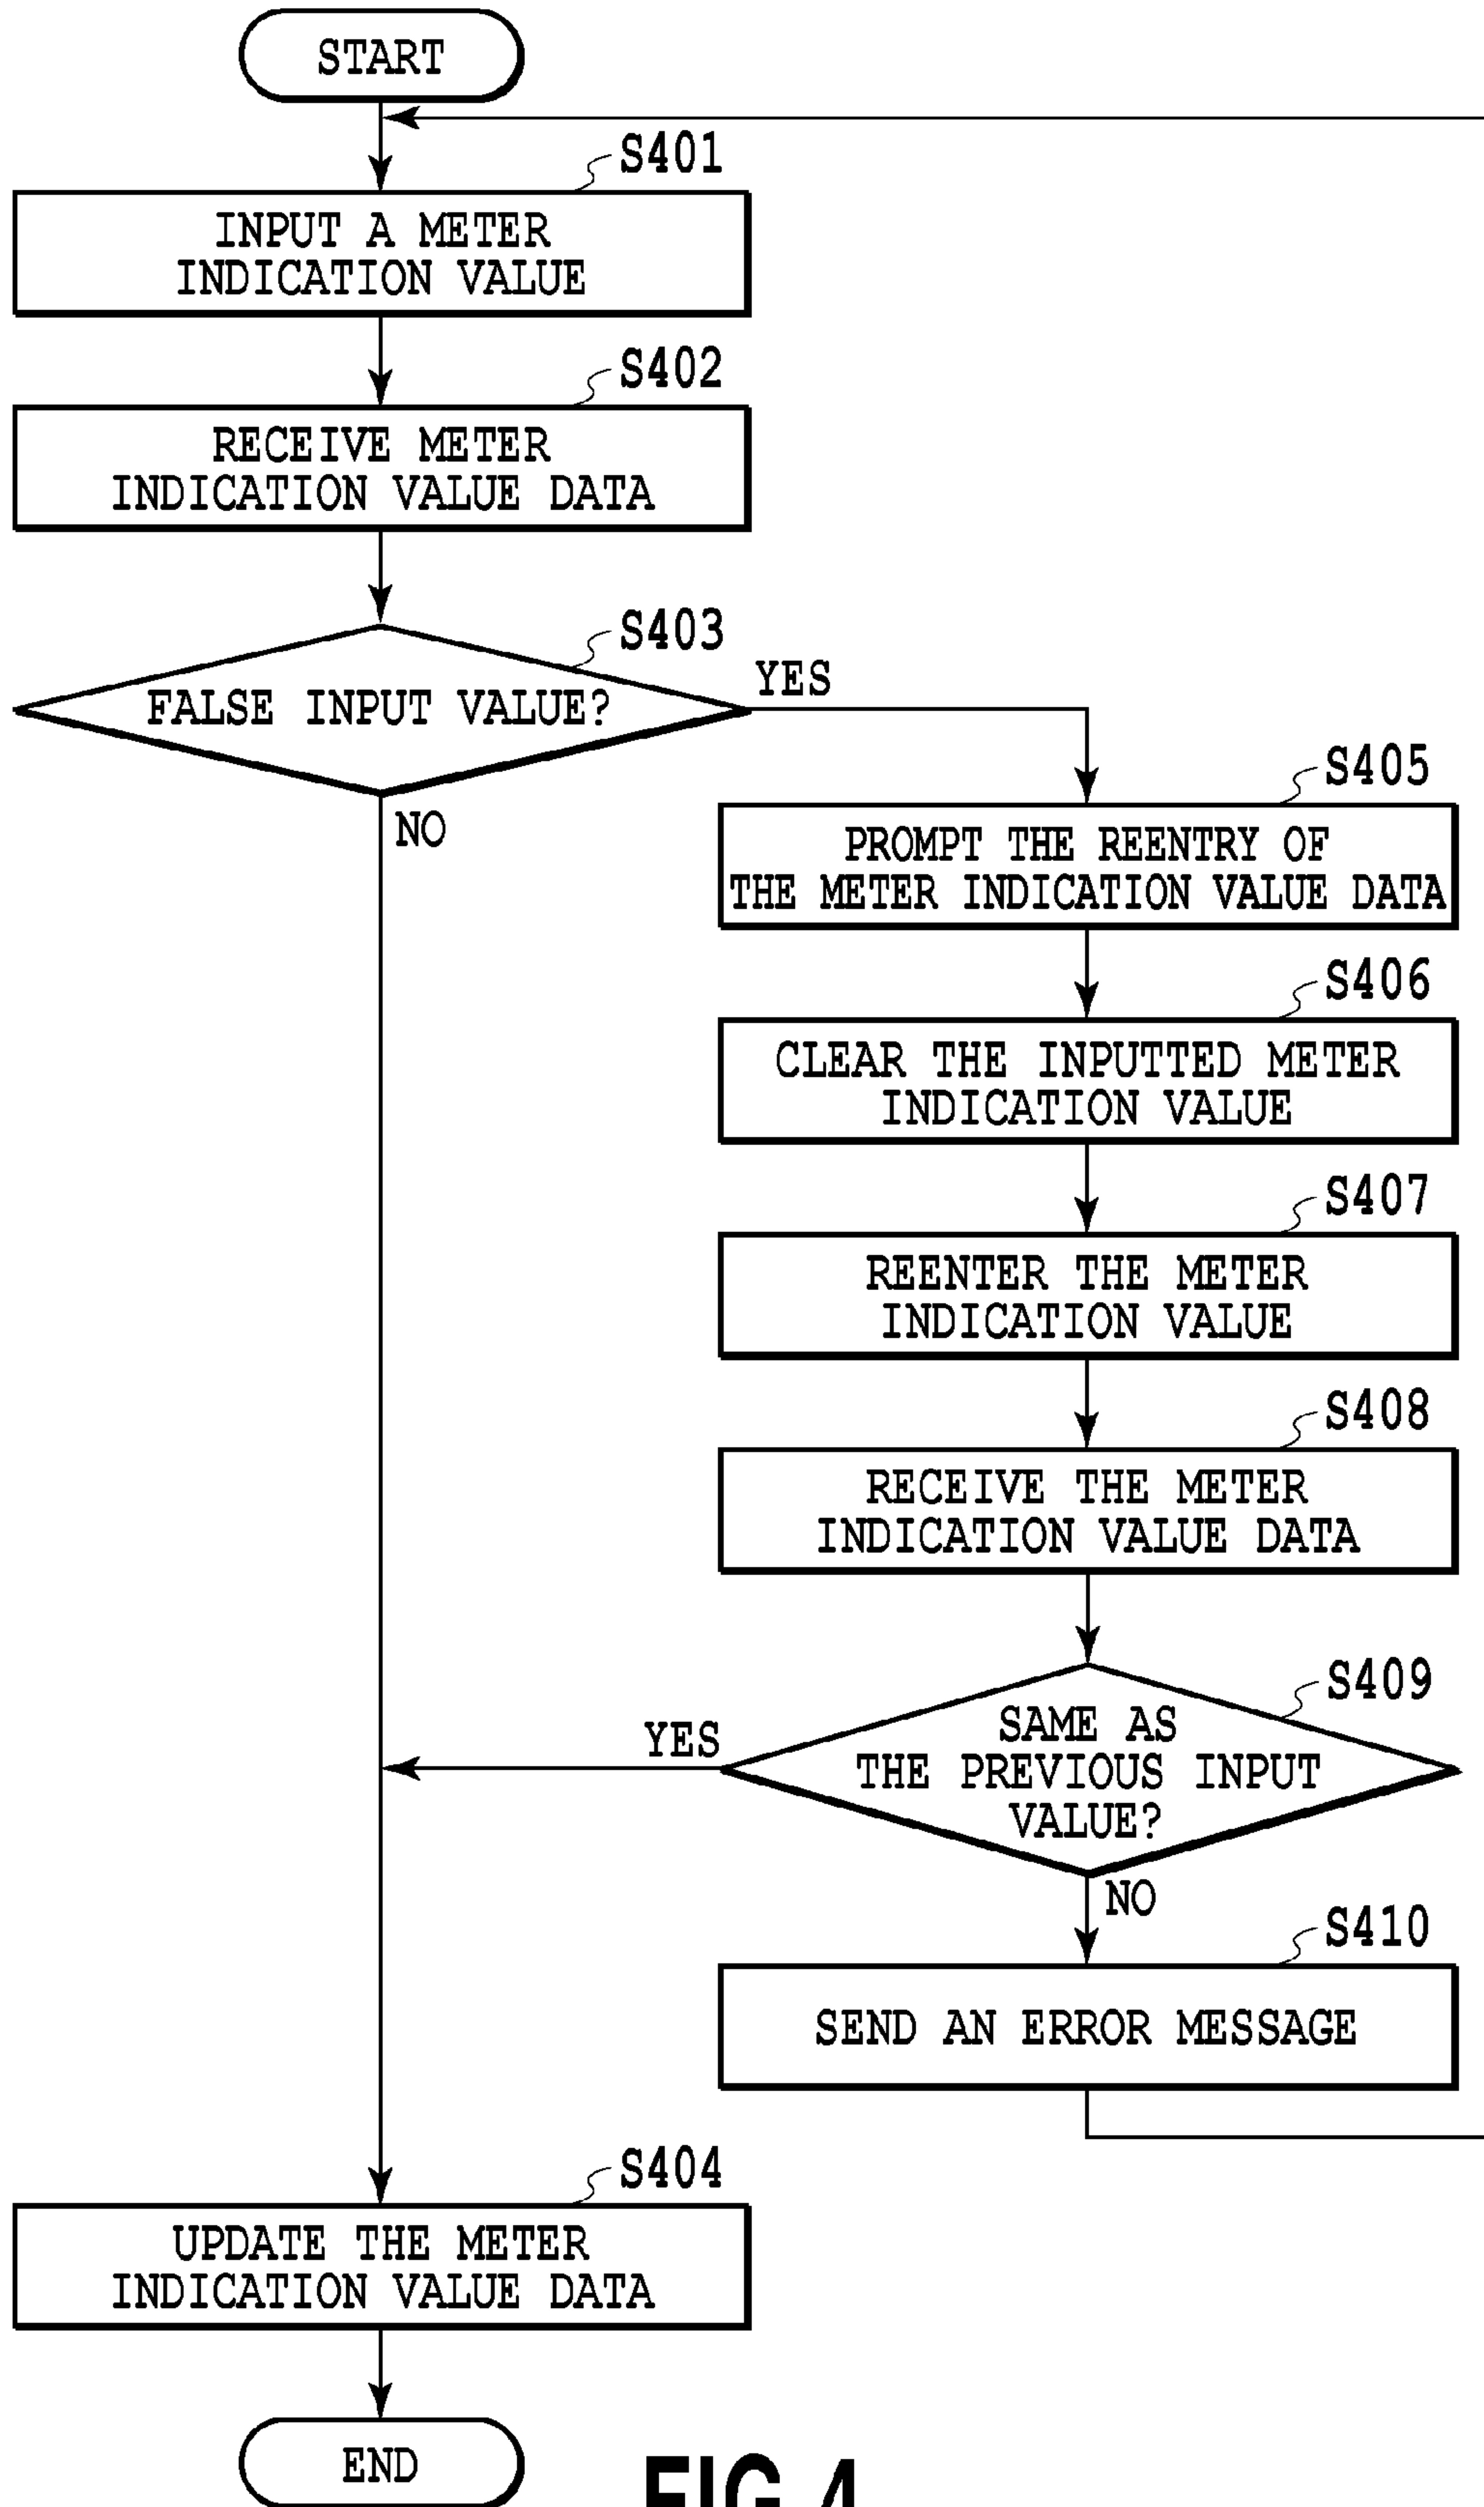 START
S401
INPUT A METER
INDICATION VALUE
S402
RECEIVE METER
INDICATION VALUE DATA
S403
FALSE INPUT VALUE?
YES
NO
S405
PROMPT THE REENTRY OF
THE METER INDICATION VALUE DATA
S406
CLEAR THE INPUTTED METER
INDICATION VALUE
S407
REENTER THE METER
INDICATION VALUE
S408
RECEIVE THE METER
INDICATION VALUE DATA
S409
SAME AS
THE PREVIOUS INPUT
VALUE?
YES
NO
S410
SEND AN ERROR MESSAGE
S404
UPDATE THE METER
INDICATION VALUE DATA
END
FIG.4